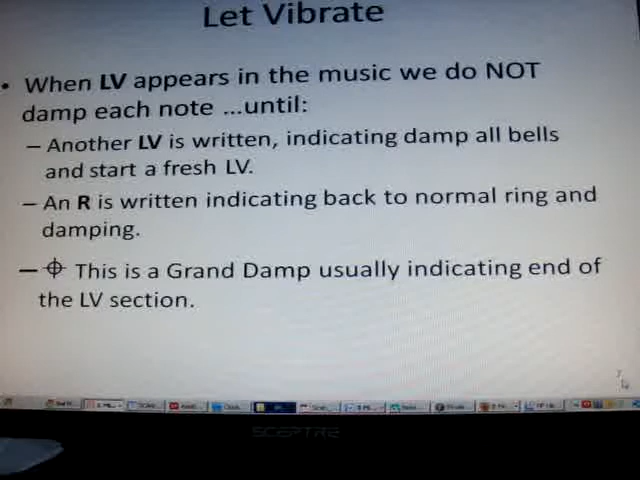 Let Vibrate
• When LV appears in the music we do NOT
damp each note ...until:
– Another LV is written, indicating damp all bells
and start a fresh LV.
– An R is written indicating back to normal ring and
damping.
– This is a Grand Damp usually indicating end of
the LV section.
7
SCEPTRE